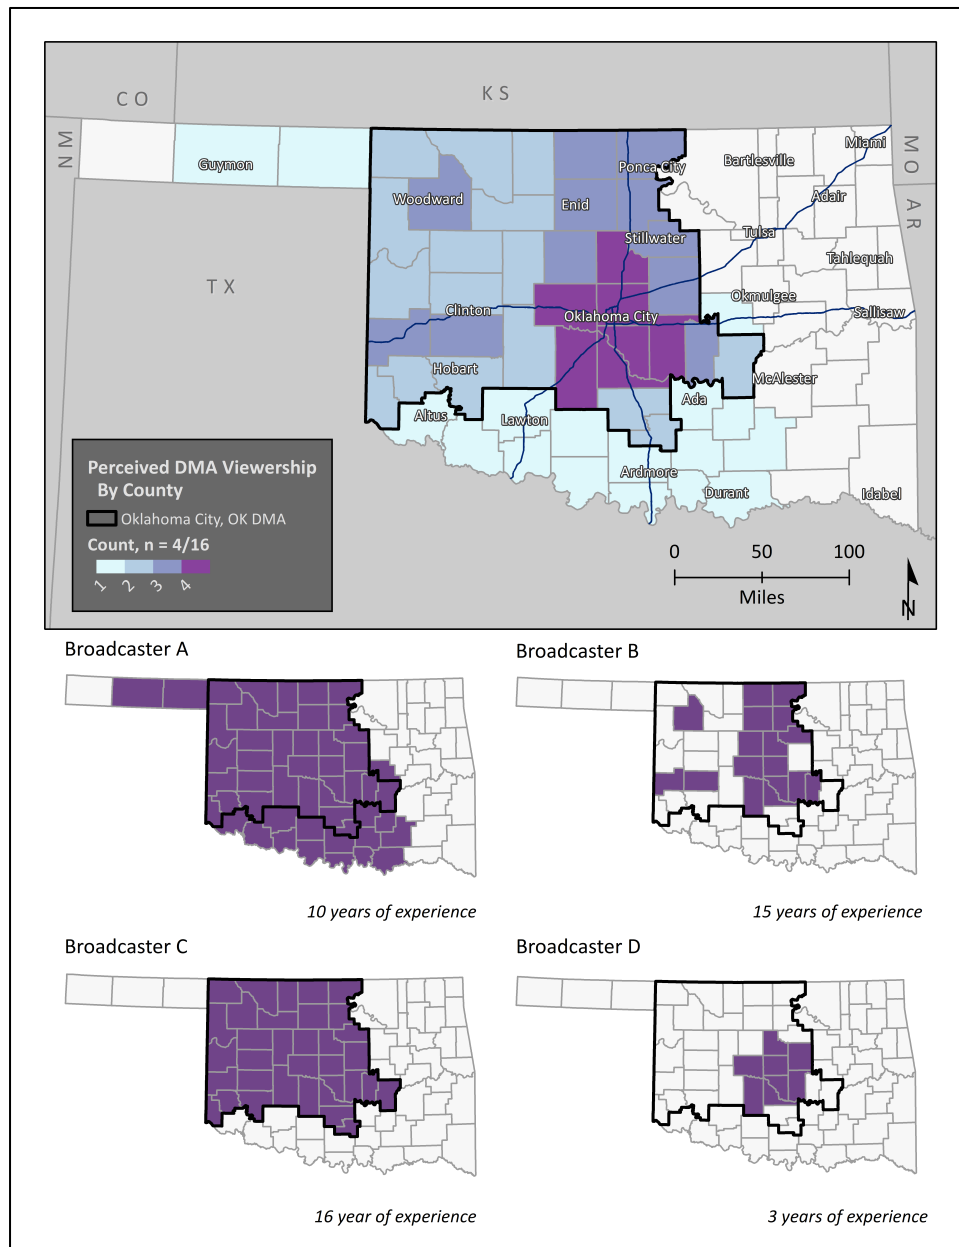 CO
KS
NM
MO
AR
TX
Guymon
Ponca City
Bartlesville
Miami
Woodward
Enid
Adair
Stillwater
Tulsa
Tahlequah
Okmulgee
Clinton
Oklahoma City
Sallisaw
Hobart
McAlester
Altus
Lawton
Ada
Ardmore
Durant
Idabel
Perceived DMA Viewership
By County
Oklahoma City, OK DMA
Count, n = 4/16
1 2 3 4
0 50 100
Miles
N
Broadcaster A
10 years of experience
Broadcaster B
15 years of experience
Broadcaster C
16 year of experience
Broadcaster D
3 years of experience